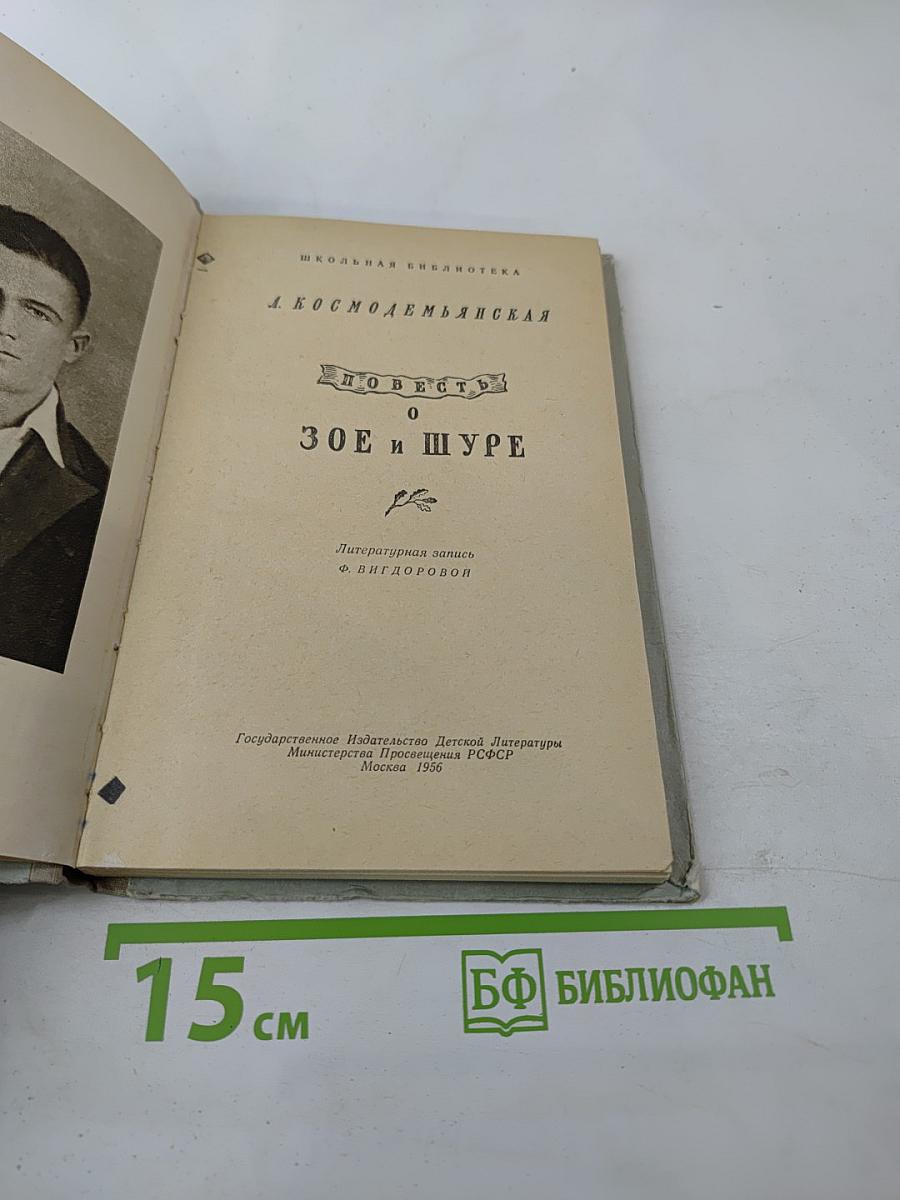 ШКОЛЬНАЯ БИБЛИОТЕКА
Л. КОСМОДЕМЬЯНСКАЯ
ПОВЕСТЬ
О
ЗОЕ и ШУРЕ
Литературная запись
Ф. ВИГДОРОВОЙ
Государственное Издательство Детской Литературы
Министерства Просвещения РСФСР
Москва 1956
15 см
БФ БИБЛИОФАН